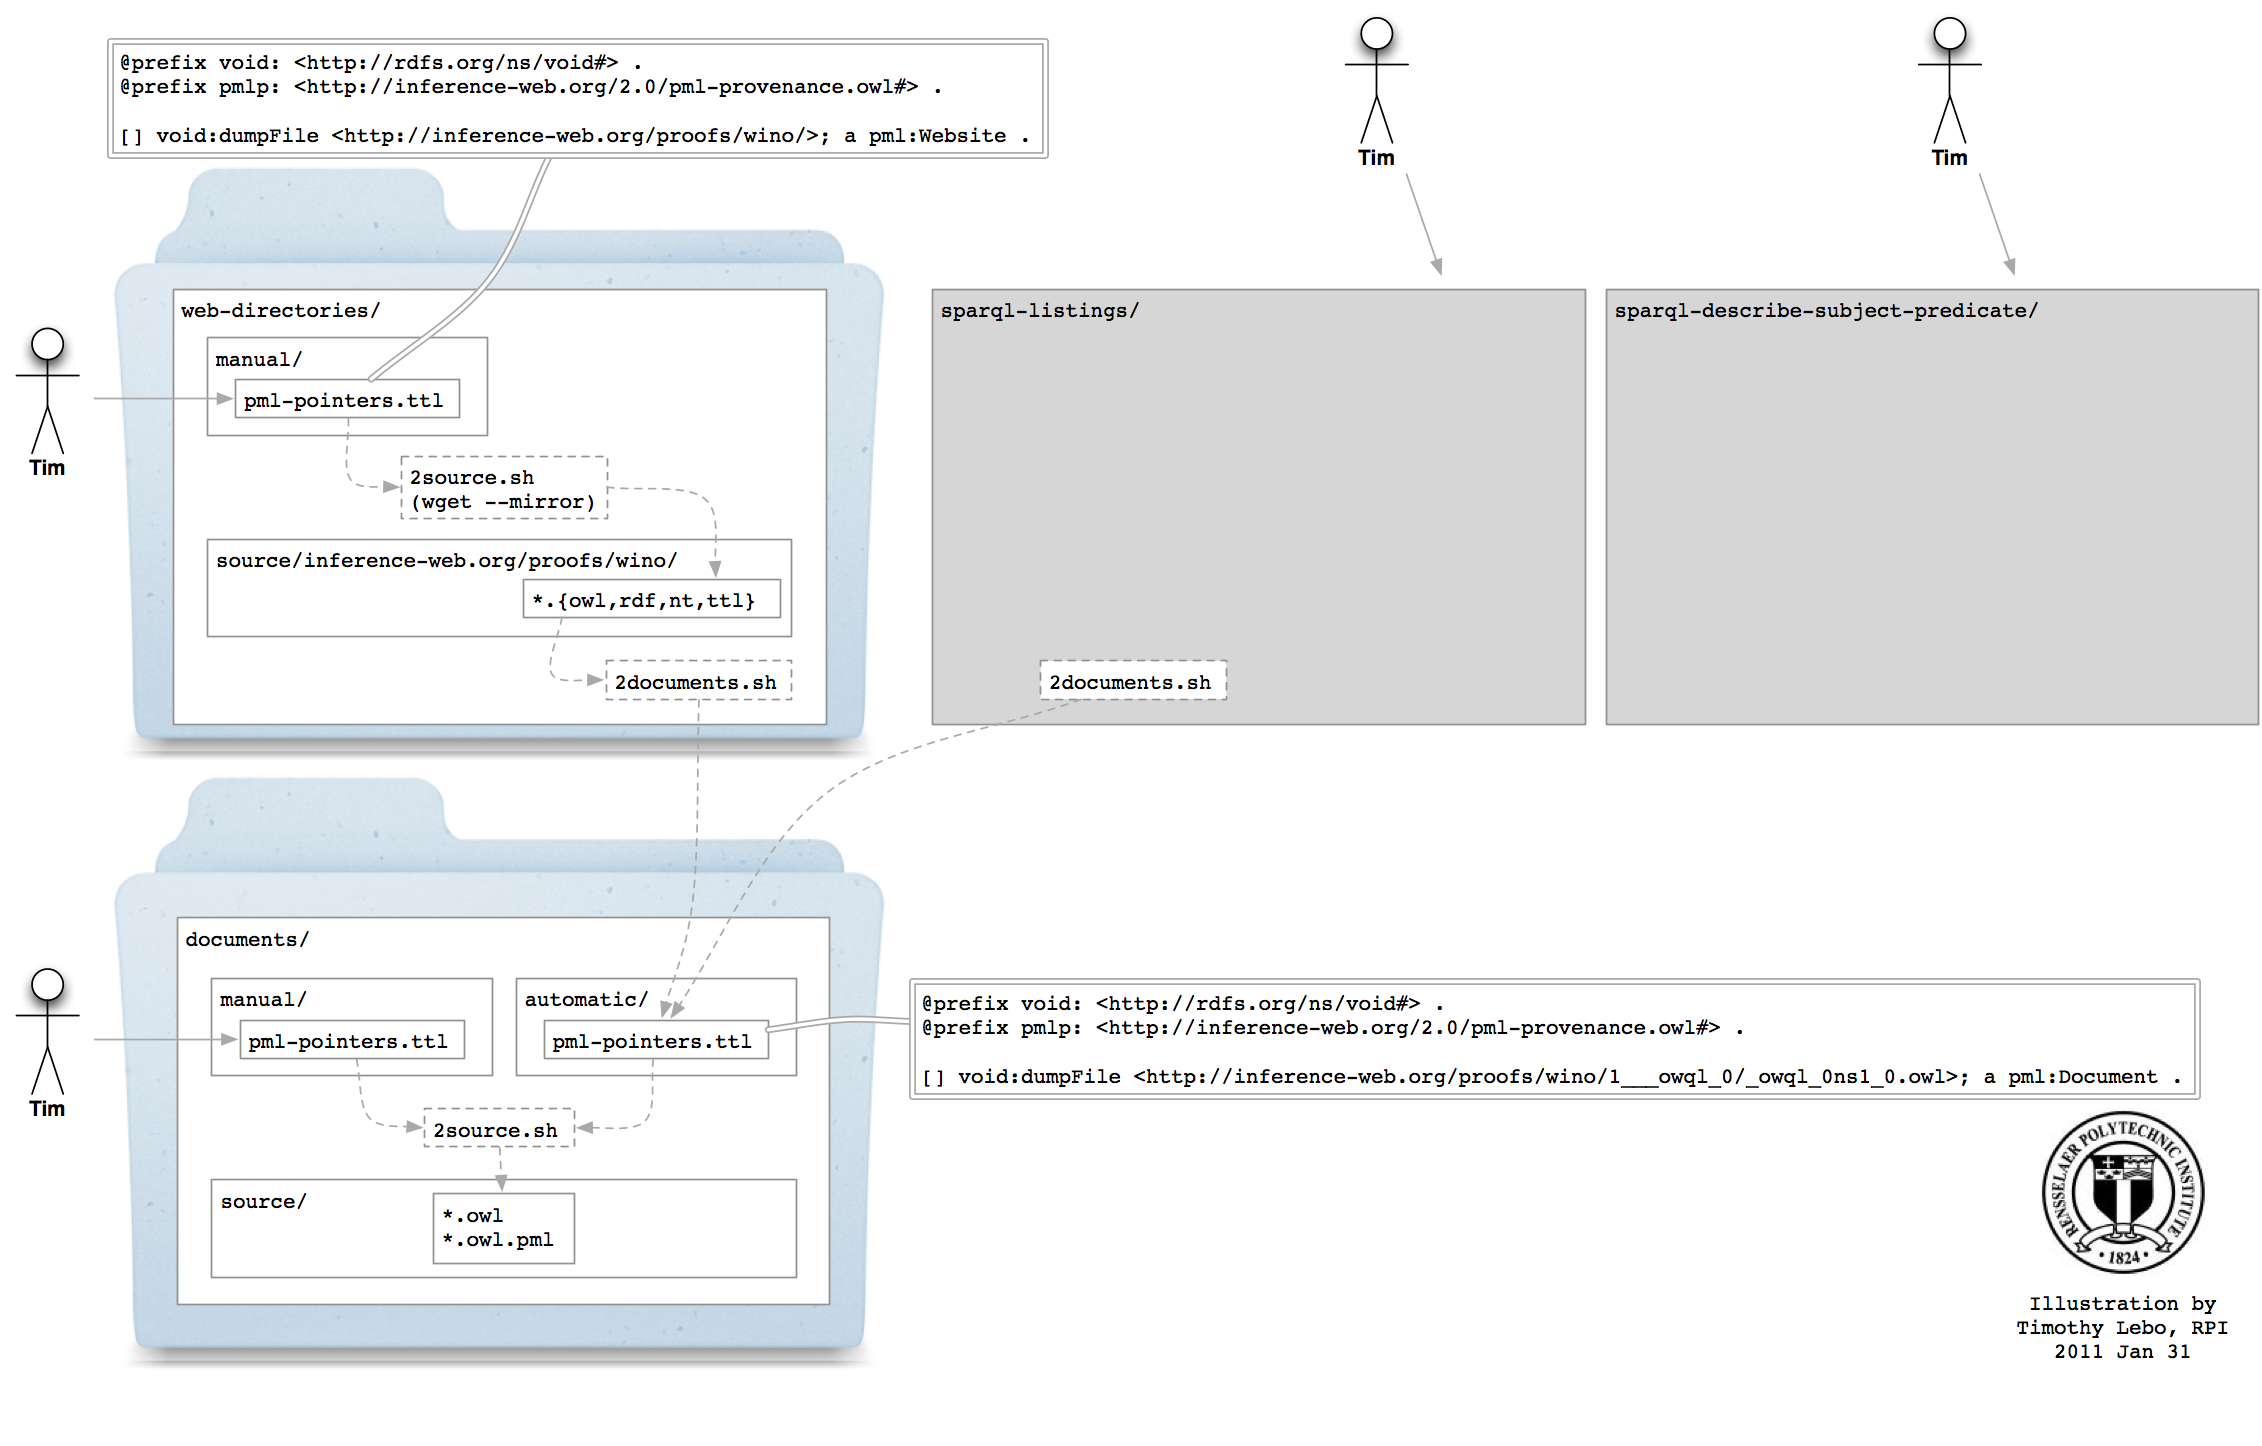 @prefix void: <http://rdfs.org/ns/void#> .
@prefix pmlp: <http://inference-web.org/2.0/pml-provenance.owl#> .
[] void:dumpFile <http://inference-web.org/proofs/wino/>; a pml:Website .
Tim
Tim
web-directories/
manual/
pml-pointers.ttl
Tim
2source.sh
(wget --mirror)
source/inference-web.org/proofs/wino/
*.{owl,rdf,nt,ttl}
2documents.sh
sparql-listings/
2documents.sh
sparql-describe-subject-predicate/
documents/
manual/
pml-pointers.ttl
automatic/
pml-pointers.ttl
Tim
2source.sh
source/
*.owl
*.owl.pml
@prefix void: <http://rdfs.org/ns/void#> .
@prefix pmlp: <http://inference-web.org/2.0/pml-provenance.owl#> .
[] void:dumpFile <http://inference-web.org/proofs/wino/1___owql_0/_owql_0ns1_0.owl>; a pml:Document .
RENSSELAER POLYTECHNIC INSTITUTE
• 1824 •
Illustration by
Timothy Lebo, RPI
2011 Jan 31